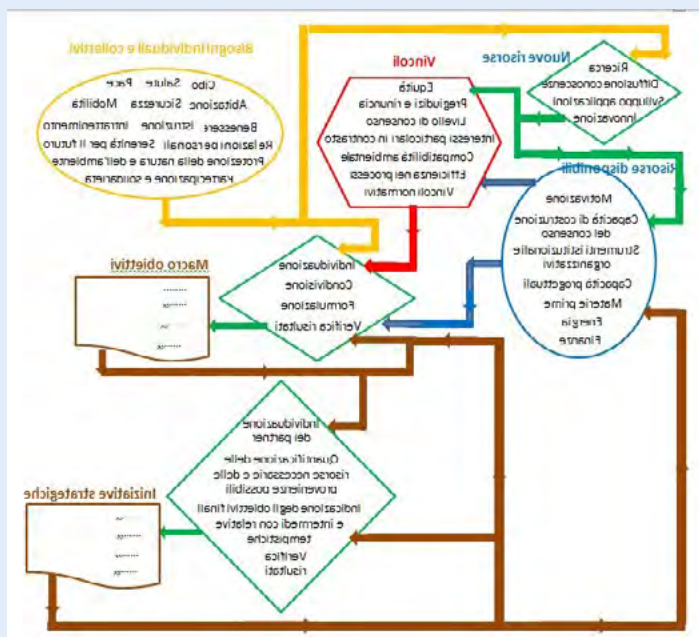 Bisogni individuali e collettivi
Cibo Salute Pace
Abitazione Sicurezza Mobilità
Benessere Istruzione Intrattenimento
Relazioni personali Serenità per il futuro
Protezione della natura e dell'ambiente
Partecipazione e solidarietà
Vincoli
Equità
Pregiudizi e rinuncia
Livello di consenso
Interessi particolari in contrasto
Compatibilità ambientale
Efficienza nei processi
Vincoli normativi
Nuove risorse
Ricerca
Diffusione conoscenze
Sviluppo applicazioni
Innovazione
Risorse disponibili
Motivazione
Capacità di costruzione
del consenso
Strumenti istituzionali e
organizzativi
Capacità progettuali
Materie prime
Energia
Finanze
Individuazione
Condivisione
Formulazione
Verifica risultati
Macro obiettivi
Individuazione
dei partner
Quantificazione delle
risorse necessarie e delle
provenienze possibili
Indicazione degli obiettivi finali
e intermedi con relative
tempistiche
Verifica
risultati
Iniziative strategiche